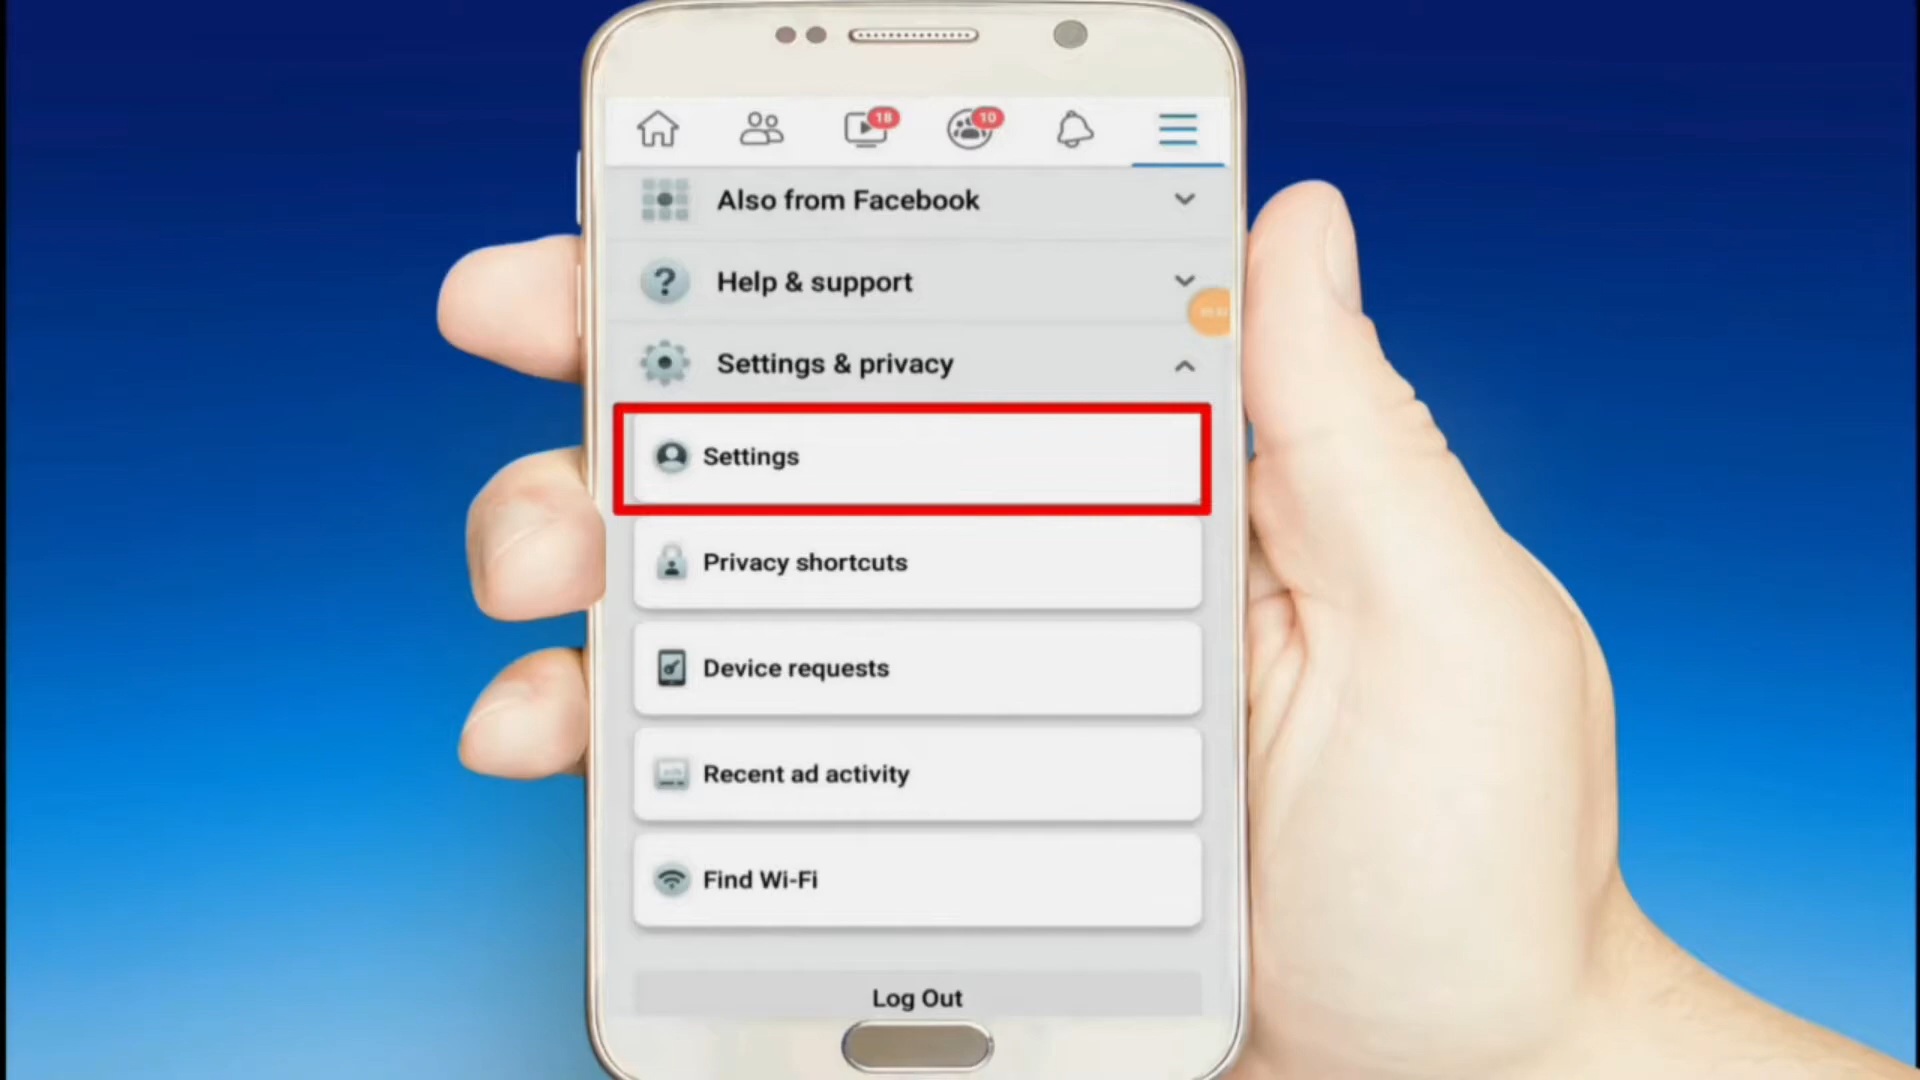 18
10
Also from Facebook
Help & support
Settings & privacy
Settings
Privacy shortcuts
Device requests
Recent ad activity
Find Wi-Fi
Log Out